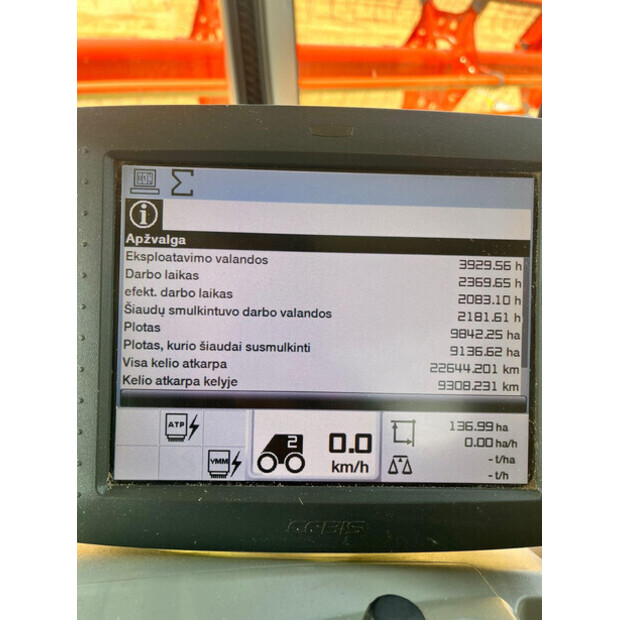 Apžvalga
Eksploatavimo valandos 3929.56 h
Darbo laikas 2369.65 h
efekt. darbo laikas 2083.10 h
Šiaudų smulkintuvo darbo valandos 2181.61 h
Plotas 9842.25 ha
Plotas, kurio šiaudai susmulkinti 9136.62 ha
Visa kelio atkarpa 22644.201 km
Kelio atkarpa kelyje 9308.231 km
ATP
YMM
2
0.0
km/h
136.99 ha
0.00 ha/h
- t/ha
- t/h
CEBIS